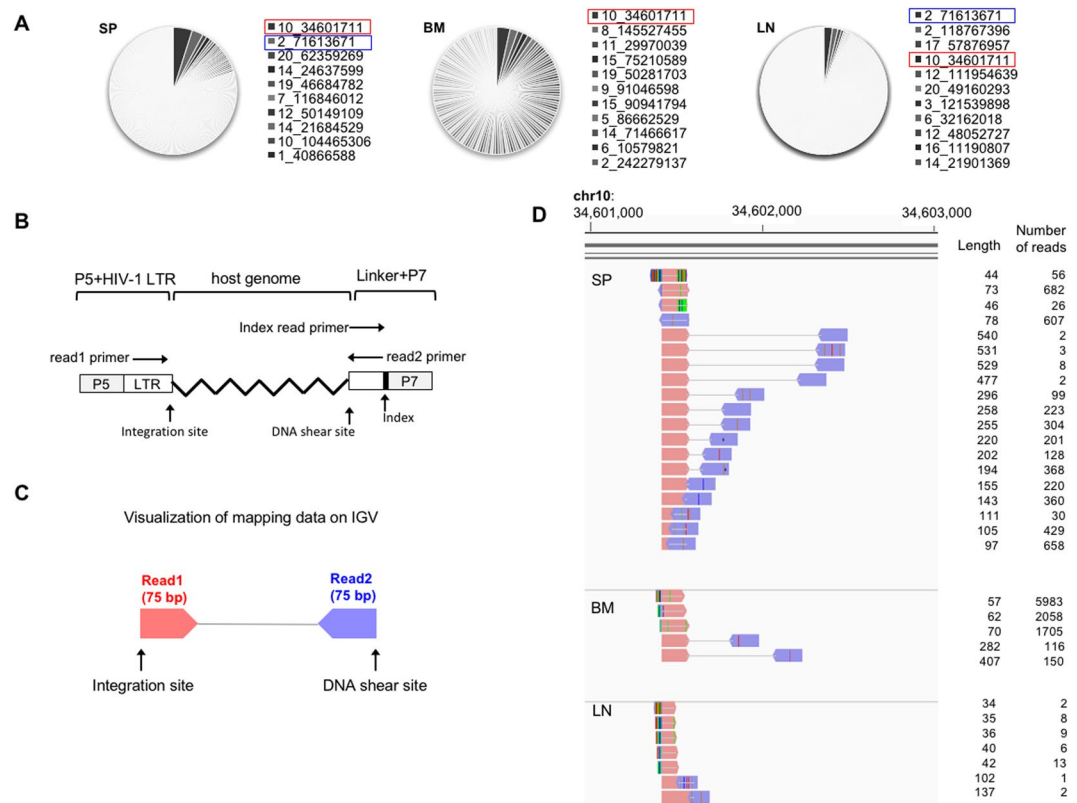 A
SP
10_34601711
2_71613671
20_62359269
14_24637599
19_46684782
7_116846012
12_50149109
14_21684529
10_104465306
1_40866588
BM
10_34601711
8_145527455
11_29970039
15_75210589
19_50281703
9_91046598
15_90941794
5_86662529
14_71466617
6_10579821
2_242279137
LN
2_71613671
2_118767396
17_57876957
10_34601711
12_111954639
20_49160293
3_121539898
6_32162018
12_48052727
16_11190807
14_21901369
B
P5+HIV-1 LTR
host genome
Linker+P7
Index read primer
read1 primer
read2 primer
P5
LTR
P7
Integration site
DNA shear site
Index
C
Visualization of mapping data on IGV
Read1
(75 bp)
Read2
(75 bp)
Integration site
DNA shear site
D
chr10:
34,601,000
34,602,000
34,603,000
Length
Number
of reads
SP
44 56
73 682
46 26
78 607
540 2
531 3
529 8
477 2
296 99
258 223
255 304
220 201
202 128
194 368
155 220
143 360
111 30
105 429
97 658
BM
57 5983
62 2058
70 1705
282 116
407 150
LN
34 2
35 8
36 9
40 6
42 13
102 1
137 2